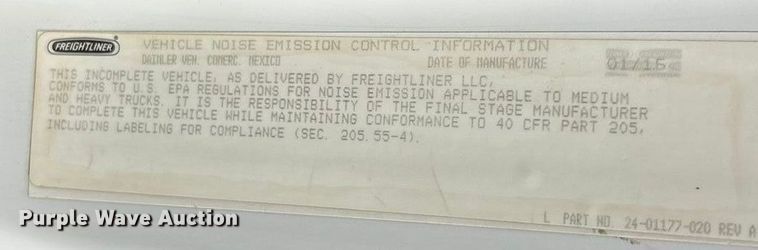 FREIGHTLINER
VEHICLE NOISE EMISSION CONTROL INFORMATION
DAIMLER VEH. COMERC. MEXICO DATE OF MANUFACTURE 01/15
THIS INCOMPLETE VEHICLE, AS DELIVERED BY FREIGHTLINER LLC,
CONFORMS TO U.S. EPA REGULATIONS FOR NOISE EMISSION APPLICABLE TO MEDIUM
AND HEAVY TRUCKS. IT IS THE RESPONSIBILITY OF THE FINAL STAGE MANUFACTURER
TO COMPLETE THIS VEHICLE WHILE MAINTAINING CONFORMANCE TO 40 CFR PART 205,
INCLUDING LABELING FOR COMPLIANCE (SEC. 205.55-4).
L PART NO. 24-01177-020 REV A
Purple Wave Auction